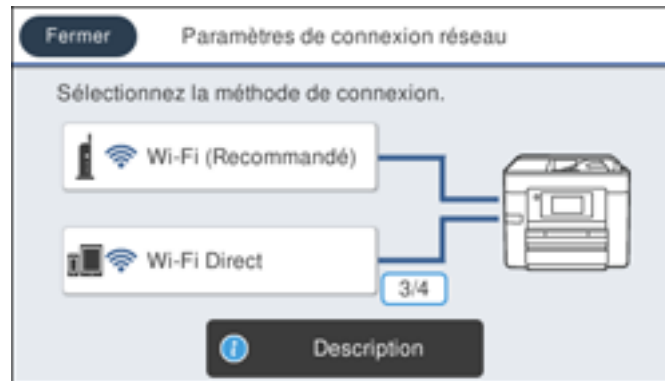 Fermer
Paramètres de connexion réseau
Sélectionnez la méthode de connexion.
Wi-Fi (Recommandé)
Wi-Fi Direct
3/4
i
Description